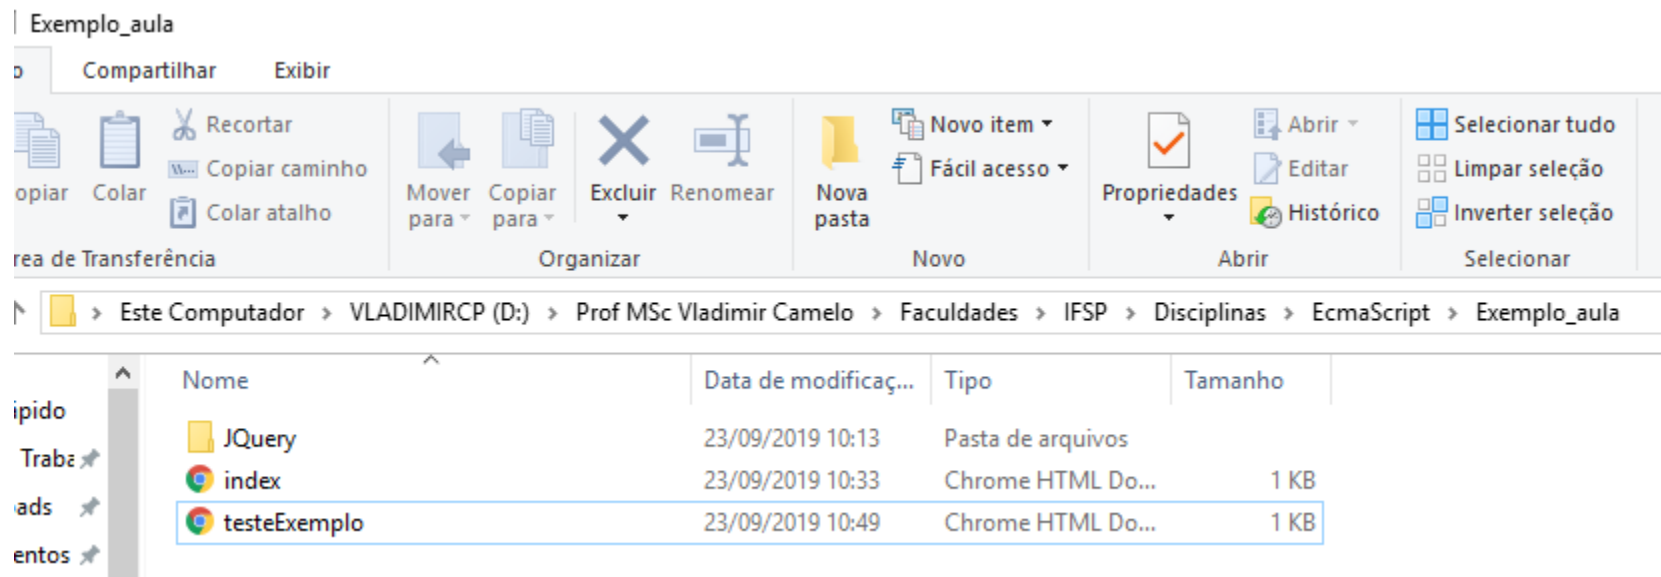 Exemplo_aula
Compartilhar Exibir
Recortar
Copiar caminho
Colar atalho
opiar Colar
Mover para
Copiar para
Excluir Renomear
Nova pasta
Novo item
Fácil acesso
Propriedades
Abrir
Editar
Histórico
Selecionar tudo
Limpar seleção
Inverter seleção
rea de Transferência Organizar Novo Abrir Selecionar
Este Computador > VLADIMIRCP (D:) > Prof MSc Vladimir Camelo > Faculdades > IFSP > Disciplinas > EcmaScript > Exemplo_aula
Nome Data de modificaç... Tipo Tamanho
ápido
Traba
ads
entos
JQuery 23/09/2019 10:13 Pasta de arquivos
index 23/09/2019 10:33 Chrome HTML Do... 1 KB
testeExemplo 23/09/2019 10:49 Chrome HTML Do... 1 KB